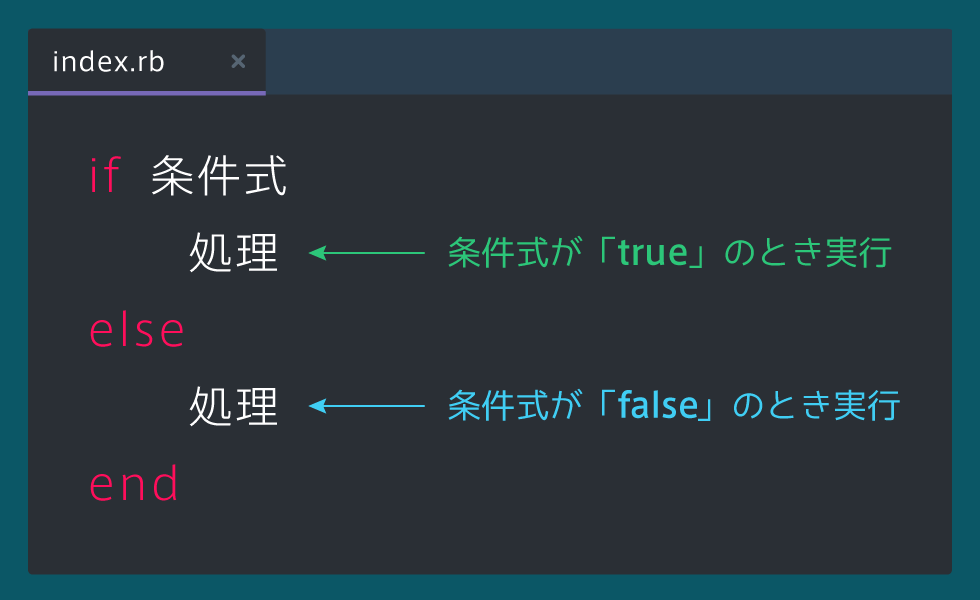 index.rb ×
if 条件式
処理 条件式が「true」のとき実行
else
処理 条件式が「false」のとき実行
end